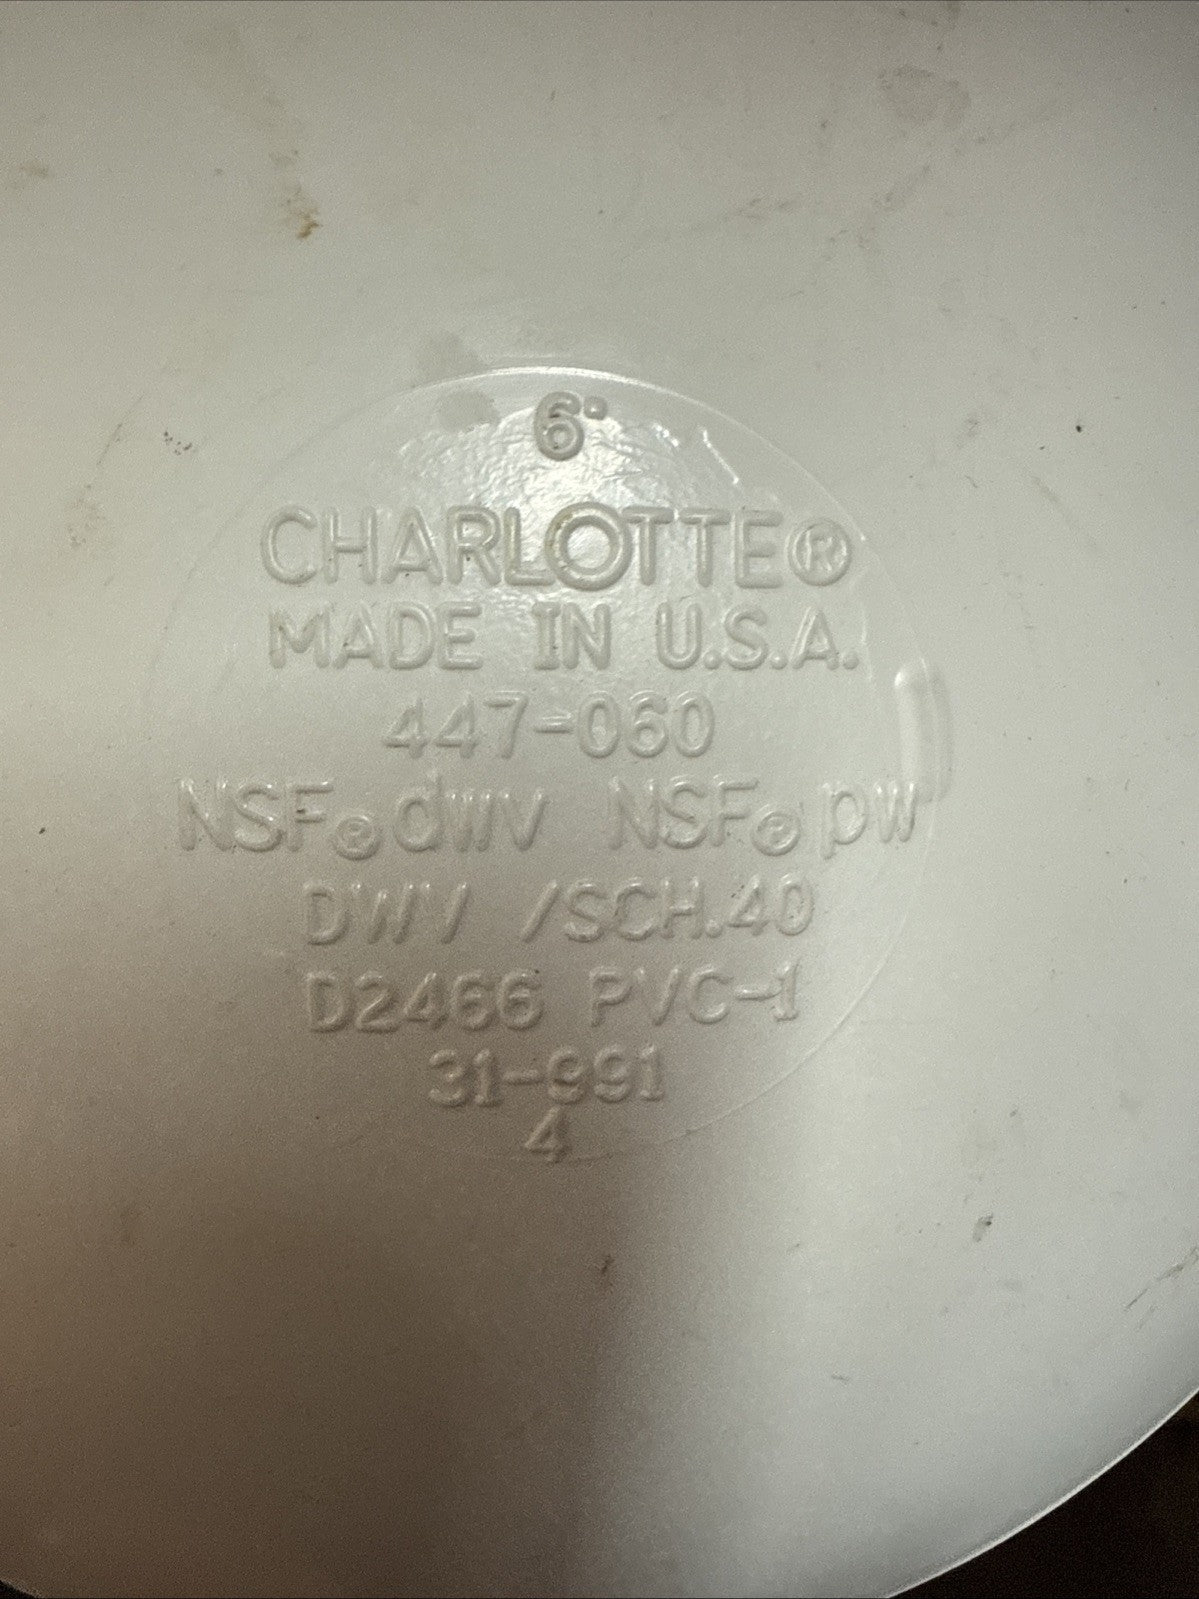 6"
CHARLOTTE®
MADE IN U.S.A.
447-060
NSF® dwv NSF® pw
DWV /SCH.40
D2466 PVC-1
31-991
4